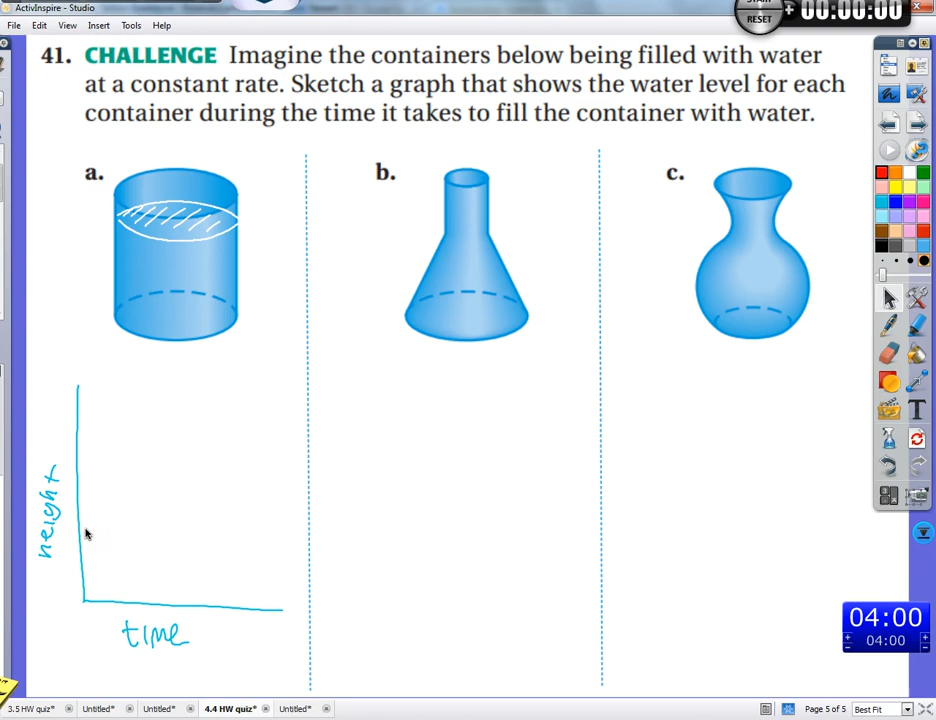 ActivInspire - Studio
START
RESET
00:00:00
File Edit View Insert Tools Help
41. CHALLENGE Imagine the containers below being filled with water
at a constant rate. Sketch a graph that shows the water level for each
container during the time it takes to fill the container with water.
a.
b.
c.
height
time
04:00
04:00
3.5 HW quiz* Untitled* Untitled* 4.4 HW quiz* Untitled*
Page 5 of 5
Best Fit